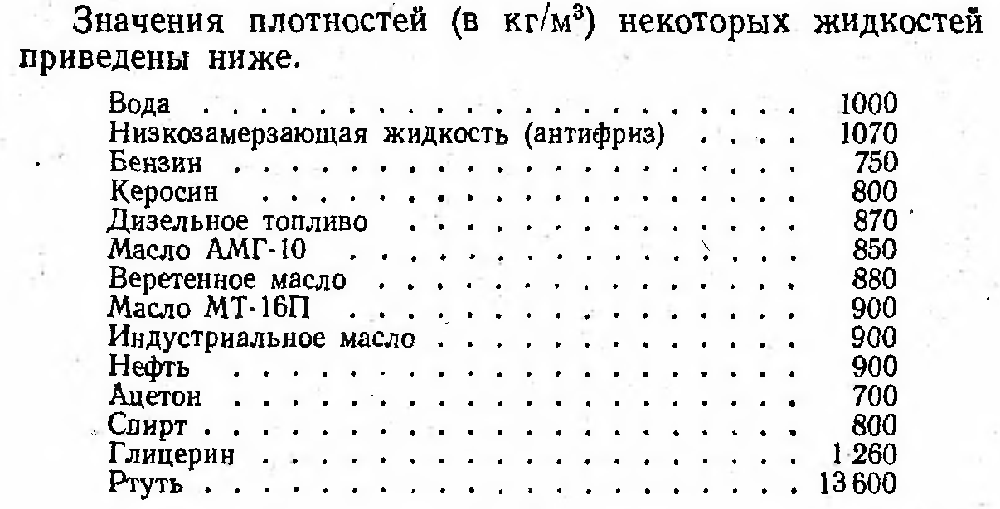 Значения плотностей (в кг/м³) некоторых жидкостей
приведены ниже.
Вода . . . . . . . . . . . . . . . . . . . . . 1000
Низкозамерзающая жидкость (антифриз) . . . . 1070
Бензин . . . . . . . . . . . . . . . . . . . . 750
Керосин . . . . . . . . . . . . . . . . . . . 800
Дизельное топливо . . . . . . . . . . . . . . 870
Масло АМГ-10 . . . . . . . . . . . . . . . . 850
Веретенное масло . . . . . . . . . . . . . . . 880
Масло МТ-16П . . . . . . . . . . . . . . . . 900
Индустриальное масло . . . . . . . . . . . . . 900
Нефть . . . . . . . . . . . . . . . . . . . . 900
Ацетон . . . . . . . . . . . . . . . . . . . . 700
Спирт . . . . . . . . . . . . . . . . . . . . . 800
Глицерин . . . . . . . . . . . . . . . . . . . 1 260
Ртуть . . . . . . . . . . . . . . . . . . . . . 13 600